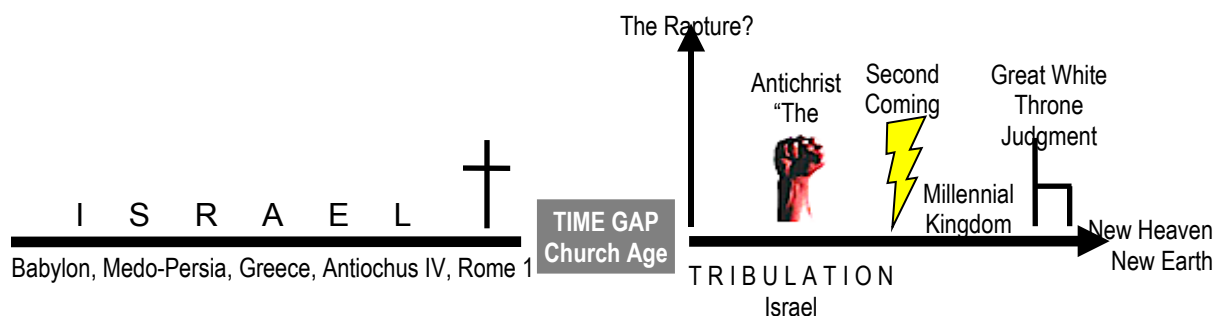 The Rapture?
Antichrist
“The
Second
Coming
Great White
Throne
Judgment
I S R A E L
Millennial
Kingdom
TIME GAP
Church Age
New Heaven
New Earth
Babylon, Medo-Persia, Greece, Antiochus IV, Rome 1
T R I B U L A T I O N
Israel